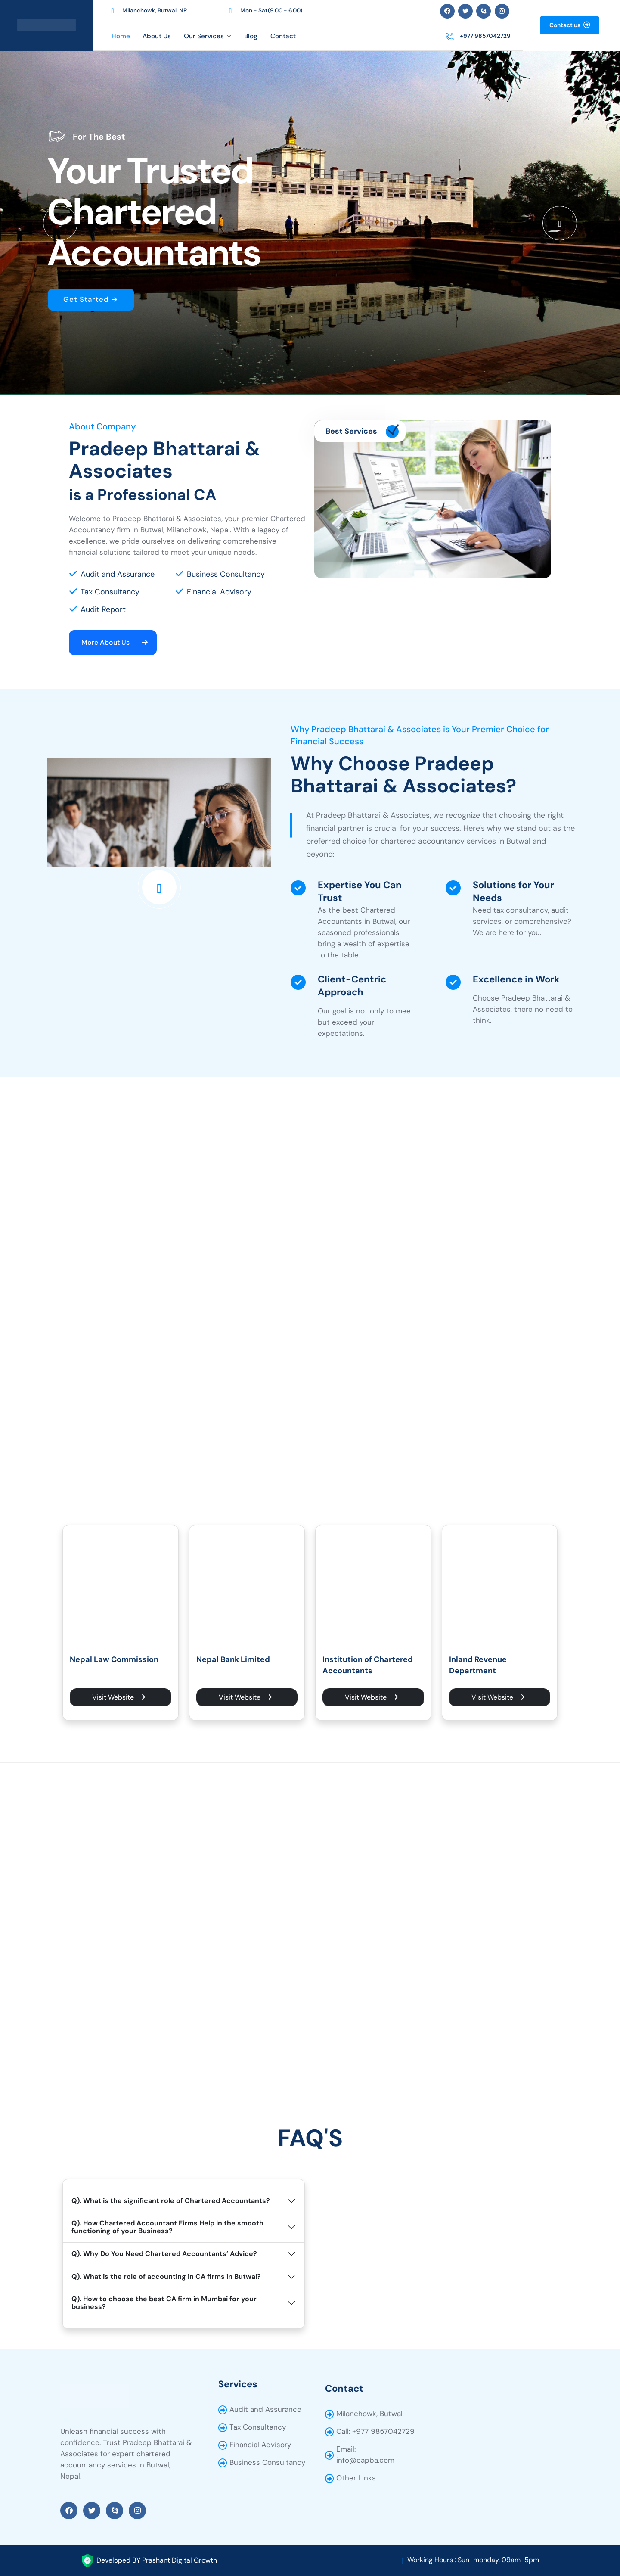 Milanchowk, Butwal, NP
Mon - Sat(9.00 - 6.00)
Contact us
Home
About Us
Our Services
Blog
Contact
+977 9857042729
For The Best
Your Trusted
Chartered
Accountants
Get Started
About Company
Pradeep Bhattarai &
Associates
is a Professional CA
Welcome to Pradeep Bhattarai & Associates, your premier Chartered
Accountancy firm in Butwal, Milanchowk, Nepal. With a legacy of
excellence, we pride ourselves on delivering comprehensive
financial solutions tailored to meet your unique needs.
Audit and Assurance
Business Consultancy
Tax Consultancy
Financial Advisory
Audit Report
More About Us
Best Services
Why Pradeep Bhattarai & Associates is Your Premier Choice for
Financial Success
Why Choose Pradeep
Bhattarai & Associates?
At Pradeep Bhattarai & Associates, we recognize that choosing the right
financial partner is crucial for your success. Here's why we stand out as the
preferred choice for chartered accountancy services in Butwal and
beyond:
Expertise You Can
Trust
As the best Chartered
Accountants in Butwal, our
seasoned professionals
bring a wealth of expertise
to the table.
Solutions for Your
Needs
Need tax consultancy, audit
services, or comprehensive?
We are here for you.
Client-Centric
Approach
Our goal is not only to meet
but exceed your
expectations.
Excellence in Work
Choose Pradeep Bhattarai &
Associates, there no need to
think.
Nepal Law Commission
Visit Website
Nepal Bank Limited
Visit Website
Institution of Chartered
Accountants
Visit Website
Inland Revenue
Department
Visit Website
FAQ'S
Q). What is the significant role of Chartered Accountants?
Q). How Chartered Accountant Firms Help in the smooth
functioning of your Business?
Q). Why Do You Need Chartered Accountants' Advice?
Q). What is the role of accounting in CA firms in Butwal?
Q). How to choose the best CA firm in Mumbai for your
business?
Unleash financial success with
confidence. Trust Pradeep Bhattarai &
Associates for expert chartered
accountancy services in Butwal,
Nepal.
Services
Audit and Assurance
Tax Consultancy
Financial Advisory
Business Consultancy
Contact
Milanchowk, Butwal
Call: +977 9857042729
Email:
info@capba.com
Other Links
Developed BY Prashant Digital Growth
Working Hours : Sun-monday, 09am-5pm